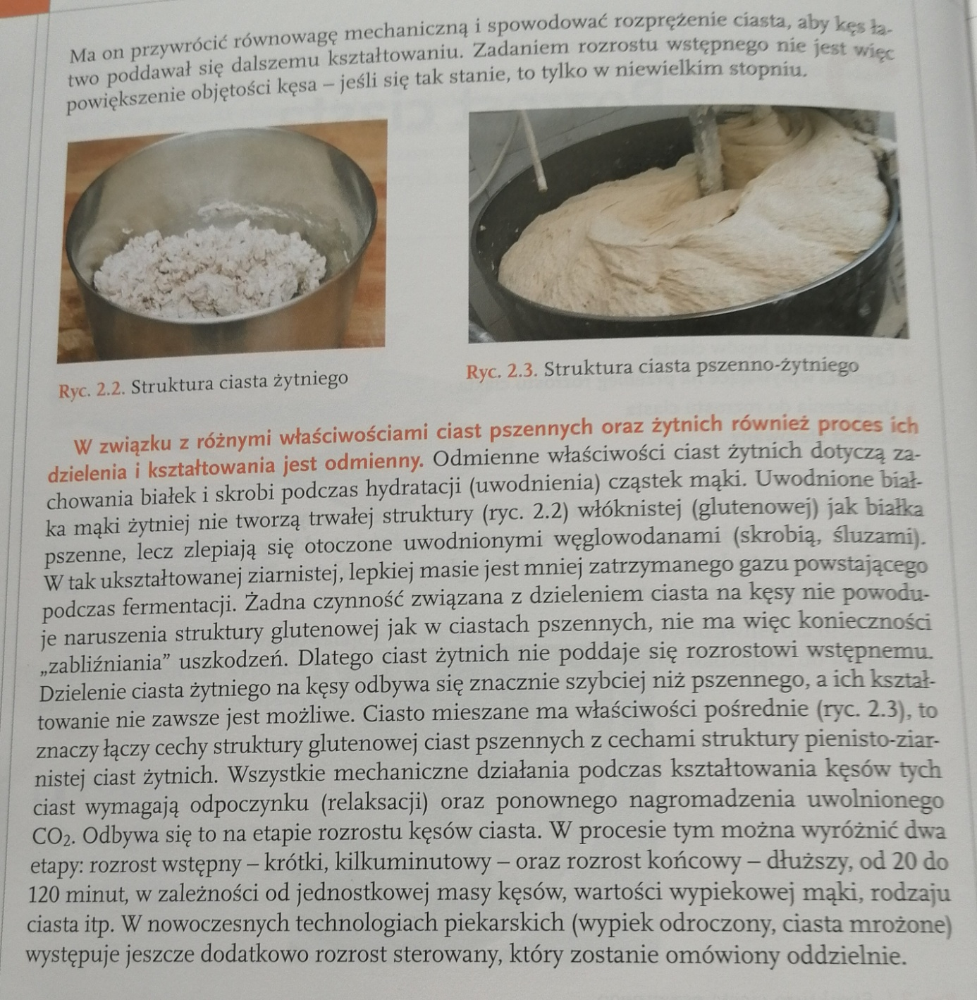 Ma on przywrócić równowagę mechaniczną i spowodować rozprężenie ciasta, aby kęs ła-
two poddawał się dalszemu kształtowaniu. Zadaniem rozrostu wstępnego nie jest więc
powiększenie objętości kęsa – jeśli się tak stanie, to tylko w niewielkim stopniu.
Ryc. 2.2. Struktura ciasta żytniego
Ryc. 2.3. Struktura ciasta pszenno-żytniego
W związku z różnymi właściwościami ciast pszennych oraz żytnich również proces ich
dzielenia i kształtowania jest odmienny. Odmienne właściwości ciast żytnich dotyczą za-
chowania białek i skrobi podczas hydratacji (uwodnienia) cząstek mąki. Uwodnione biał-
ka mąki żytniej nie tworzą trwałej struktury (ryc. 2.2) włóknistej (glutenowej) jak białka
pszenne, lecz zlepiają się otoczone uwodnionymi węglowodanami (skrobią, śluzami).
W tak ukształtowanej ziarnistej, lepkiej masie jest mniej zatrzymanego gazu powstającego
podczas fermentacji. Żadna czynność związana z dzieleniem ciasta na kęsy nie powodu-
je naruszenia struktury glutenowej jak w ciastach pszennych, nie ma więc konieczności
„zabliźniania” uszkodzeń. Dlatego ciast żytnich nie poddaje się rozrostowi wstępnemu.
Dzielenie ciasta żytniego na kęsy odbywa się znacznie szybciej niż pszennego, a ich kształ-
towanie nie zawsze jest możliwe. Ciasto mieszane ma właściwości pośrednie (ryc. 2.3), to
znaczy łączy cechy struktury glutenowej ciast pszennych z cechami struktury pienisto-ziar-
nistej ciast żytnich. Wszystkie mechaniczne działania podczas kształtowania kęsów tych
ciast wymagają odpoczynku (relaksacji) oraz ponownego nagromadzenia uwolnionego
CO₂. Odbywa się to na etapie rozrostu kęsów ciasta. W procesie tym można wyróżnić dwa
etapy: rozrost wstępny – krótki, kilkuminutowy – oraz rozrost końcowy – dłuższy, od 20 do
120 minut, w zależności od jednostkowej masy kęsów, wartości wypiekowej mąki, rodzaju
ciasta itp. W nowoczesnych technologiach piekarskich (wypiek odroczony, ciasta mrożone)
występuje jeszcze dodatkowo rozrost sterowany, który zostanie omówiony oddzielnie.